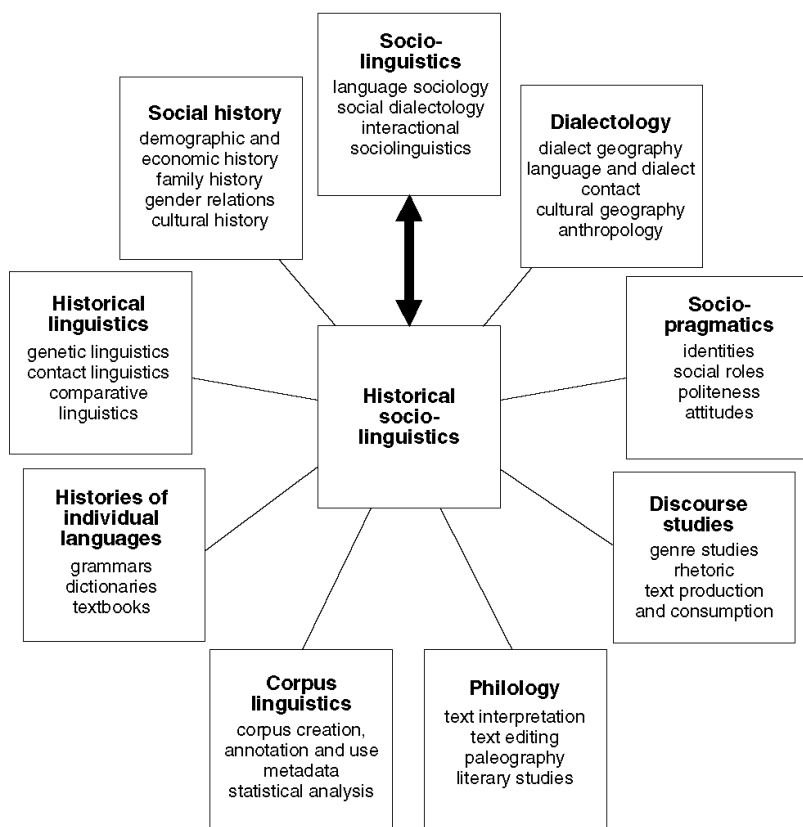 Socio-
linguistics
language sociology
social dialectology
interactional
sociolinguistics
Social history
demographic and
economic history
family history
gender relations
cultural history
Dialectology
dialect geography
language and dialect
contact
cultural geography
anthropology
Historical
linguistics
genetic linguistics
contact linguistics
comparative
linguistics
Historical
socio-
linguistics
Socio-
pragmatics
identities
social roles
politeness
attitudes
Histories of
individual
languages
grammars
dictionaries
textbooks
Discourse
studies
genre studies
rhetoric
text production
and consumption
Corpus
linguistics
corpus creation,
annotation and use
metadata
statistical analysis
Philology
text interpretation
text editing
paleography
literary studies